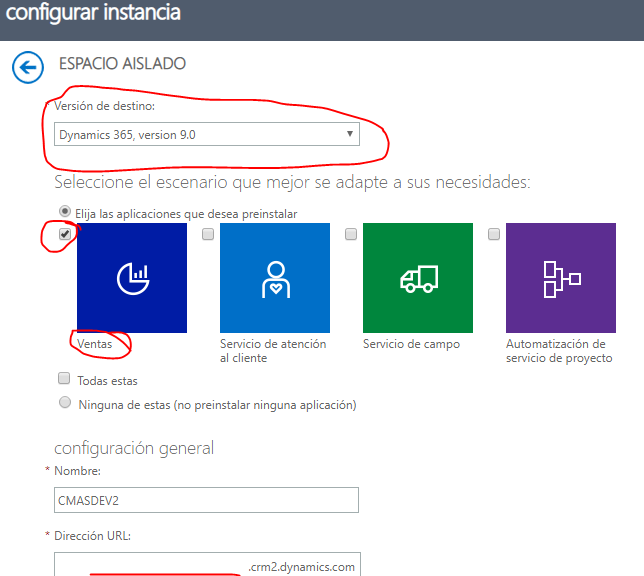 configurar instancia
ESPACIO AISLADO
Versión de destino:
Dynamics 365, version 9.0
Seleccione el escenario que mejor se adapte a sus necesidades:
Elija las aplicaciones que desea preinstalar
Ventas
Servicio de atención al cliente
Servicio de campo
Automatización de servicio de proyecto
Todas estas
Ninguna de estas (no preinstalar ninguna aplicación)
configuración general
* Nombre:
CMASDEV2
* Dirección URL:
.crm2.dynamics.com